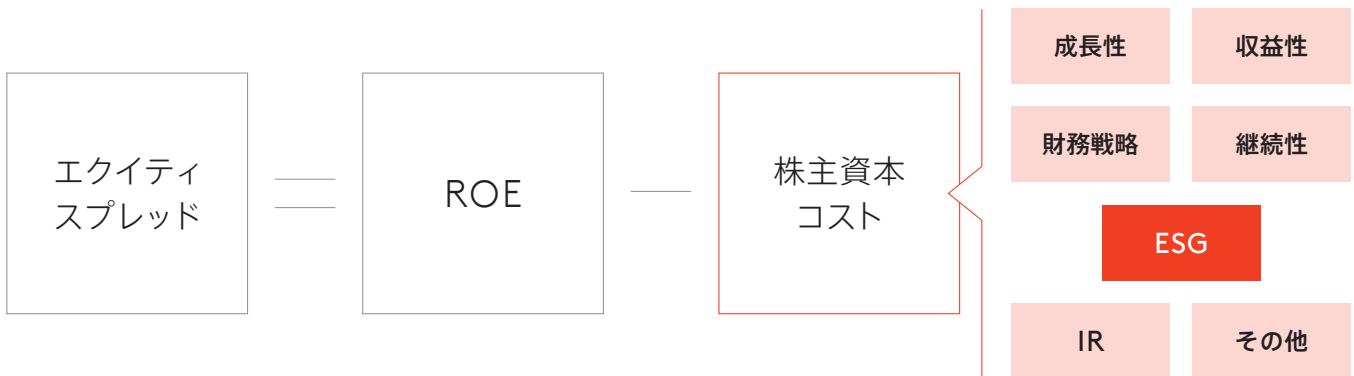 エクイティ
スプレッド
=
ROE
—
株主資本
コスト
成長性
収益性
財務戦略
継続性
ESG
IR
その他